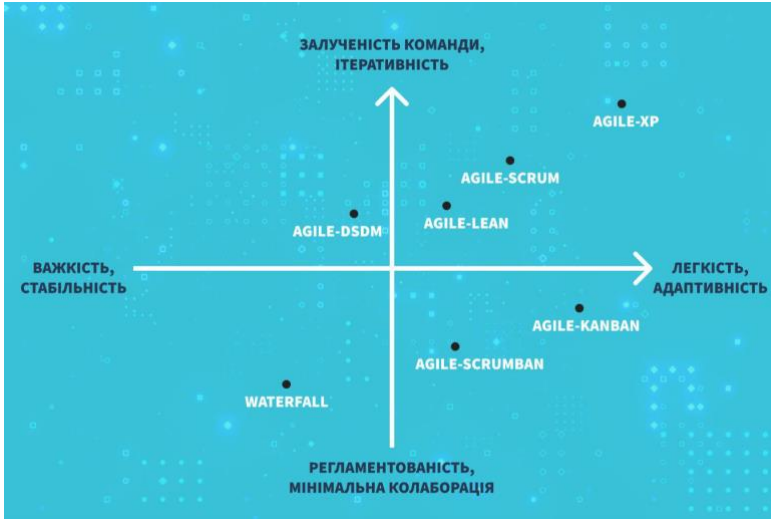 ЗАЛУЧЕНІСТЬ КОМАНДИ,
ІТЕРАТИВНІСТЬ
AGILE-XP
AGILE-SCRUM
AGILE-LEAN
AGILE-DSDM
ВАЖКІСТЬ,
СТАБІЛЬНІСТЬ
ЛЕГКІСТЬ,
АДАПТИВНІСТЬ
AGILE-KANBAN
AGILE-SCRUMBAN
WATERFALL
РЕГЛАМЕНТОВАНІСТЬ,
МІНІМАЛЬНА КОЛАБОРАЦІЯ